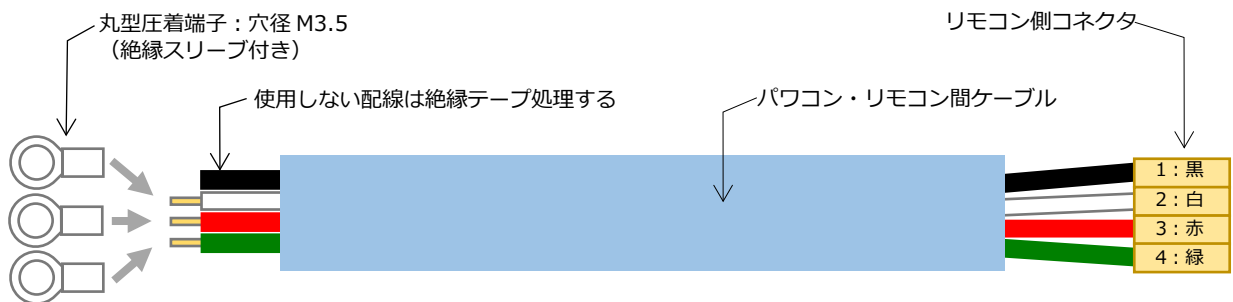 丸型圧着端子：穴径 M3.5
（絶縁スリーブ付き）
リモコン側コネクタ
使用しない配線は絶縁テープ処理する
パワコン・リモコン間ケーブル
1：黒
2：白
3：赤
4：緑